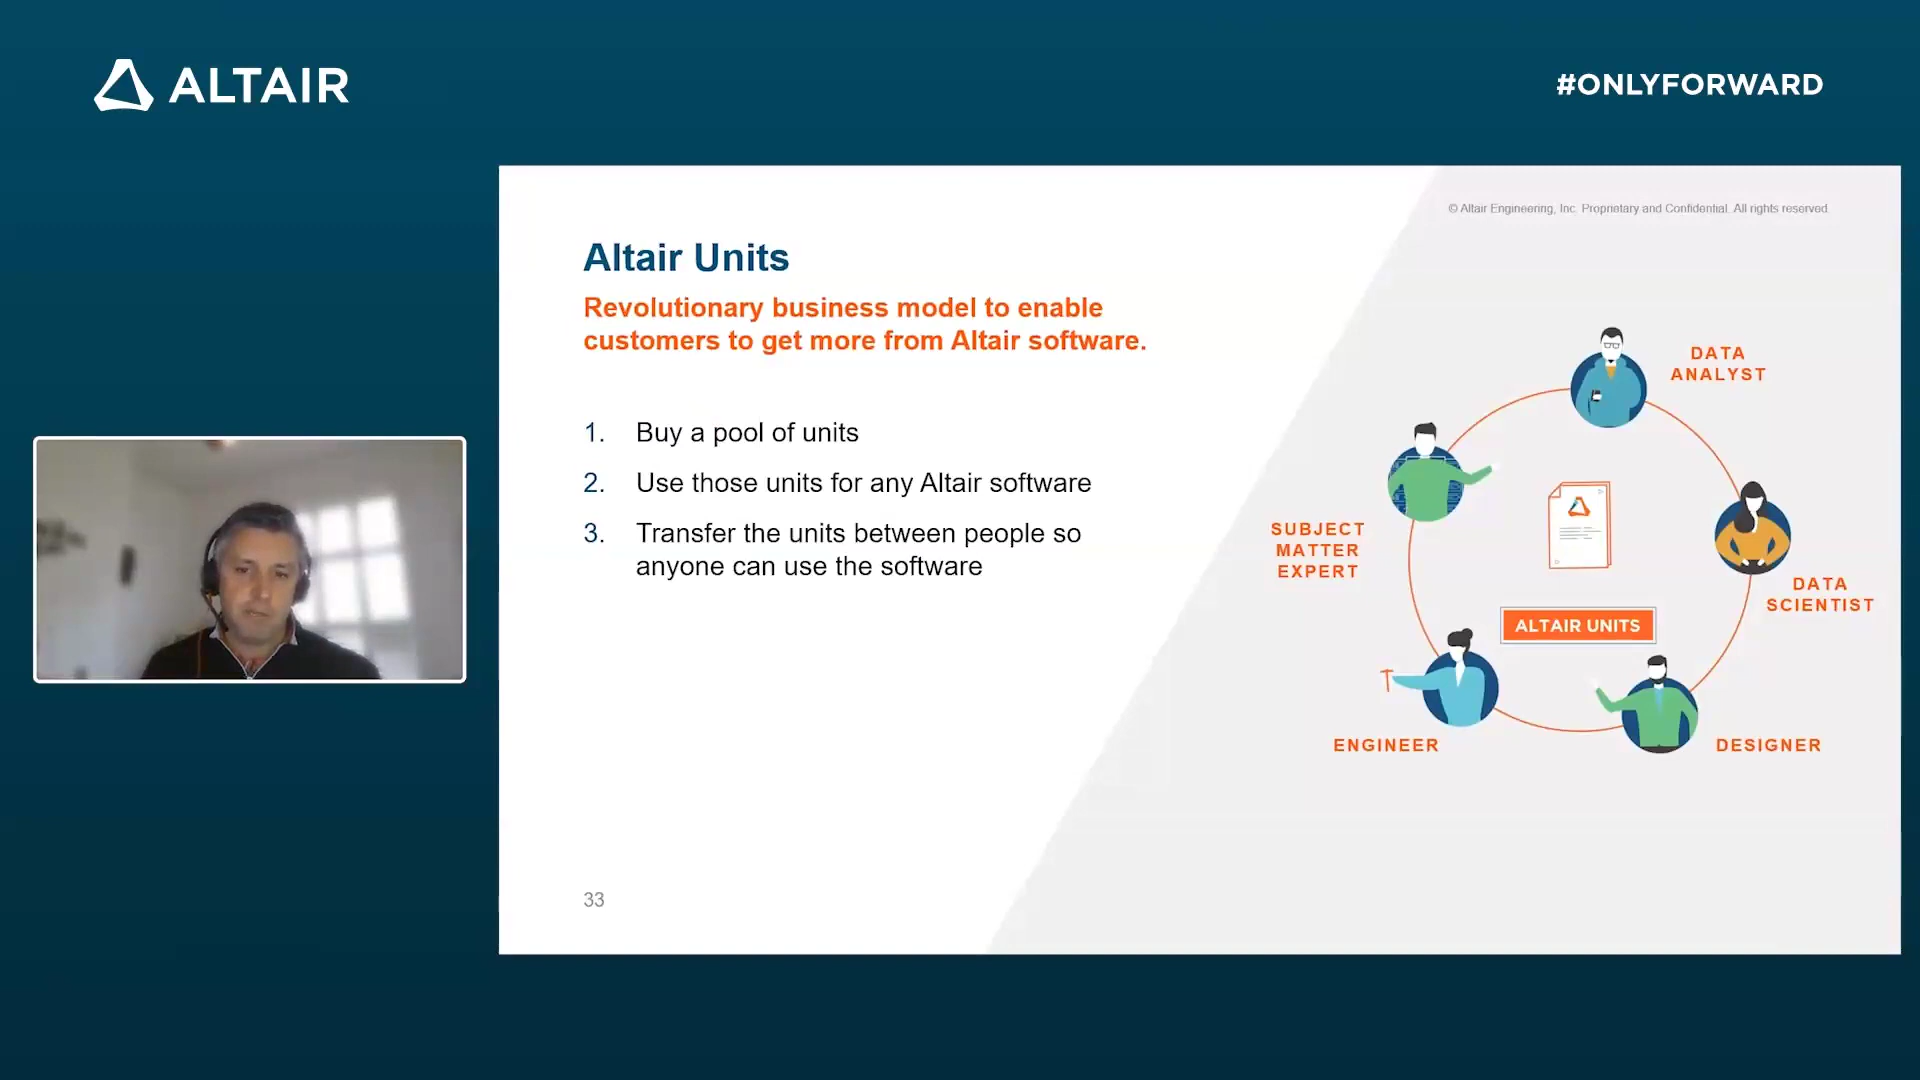 ALTAIR
#ONLYFORWARD
© Altair Engineering, Inc. Proprietary and Confidential. All rights reserved.
Altair Units
Revolutionary business model to enable
customers to get more from Altair software.
1. Buy a pool of units
2. Use those units for any Altair software
3. Transfer the units between people so
anyone can use the software
DATA
ANALYST
SUBJECT
MATTER
EXPERT
DATA
SCIENTIST
ALTAIR UNITS
ENGINEER
DESIGNER
33